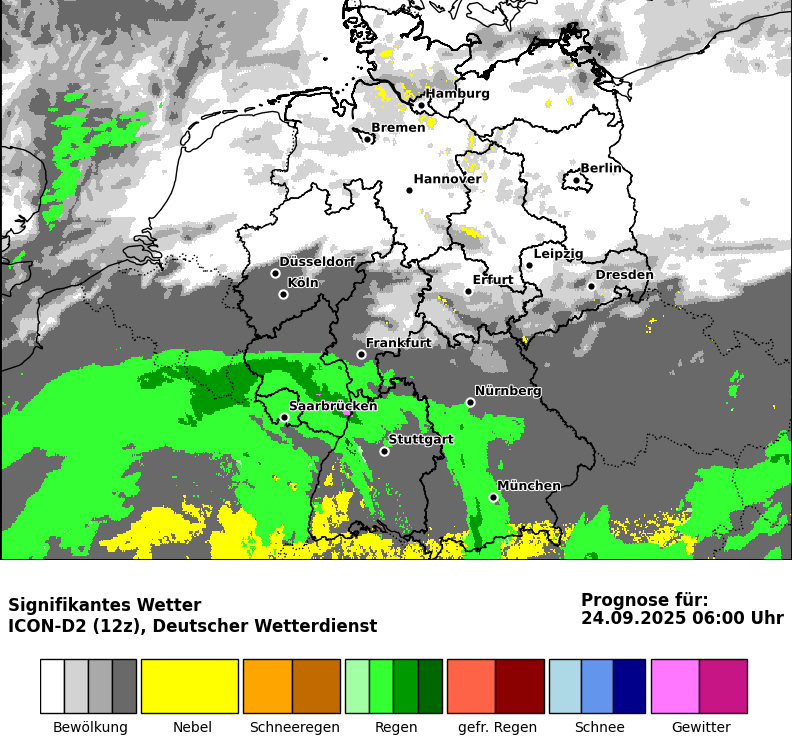 Hamburg
Bremen
Berlin
Hannover
Düsseldorf
Leipzig
Köln
Erfurt
Dresden
Frankfurt
Nürnberg
Saarbrücken
Stuttgart
München
Signifikantes Wetter
ICON-D2 (12z), Deutscher Wetterdienst
Prognose für:
24.09.2025 06:00 Uhr
Bewölkung Nebel Schneeregen Regen gefr. Regen Schnee Gewitter